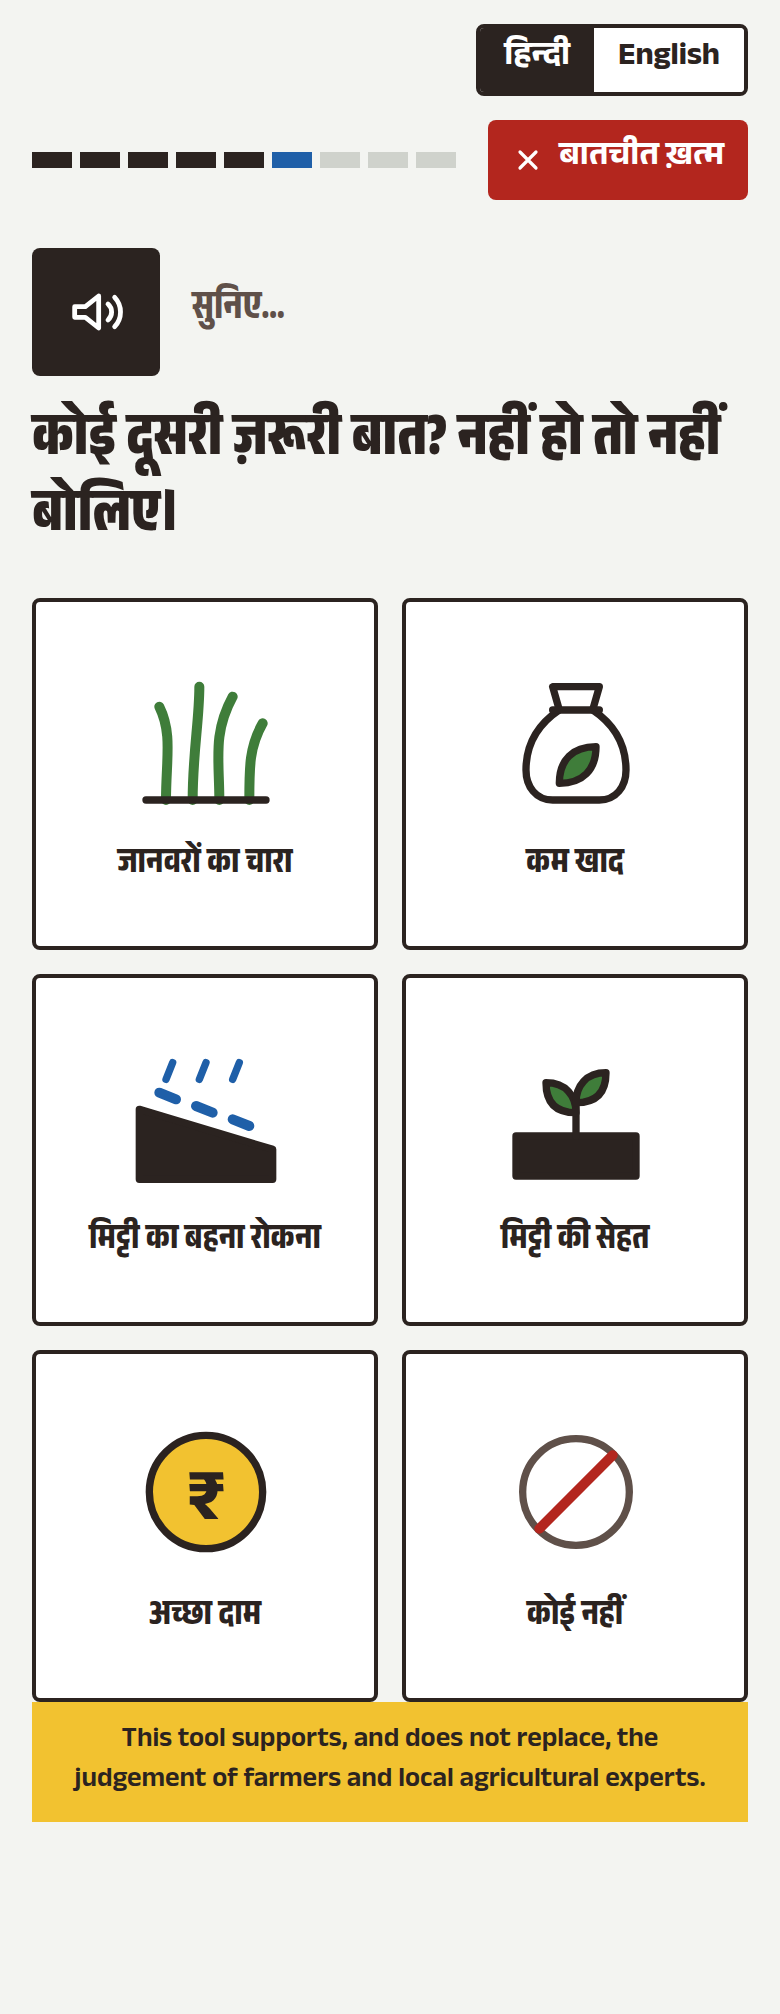 हिन्दी English
बातचीत ख़त्म
सुनिए...
कोई दूसरी ज़रूरी बात? नहीं हो तो नहीं
बोलिए।
जानवरों का चारा
कम खाद
मिट्टी का बहना रोकना
मिट्टी की सेहत
₹
अच्छा दाम
कोई नहीं
This tool supports, and does not replace, the
judgement of farmers and local agricultural experts.